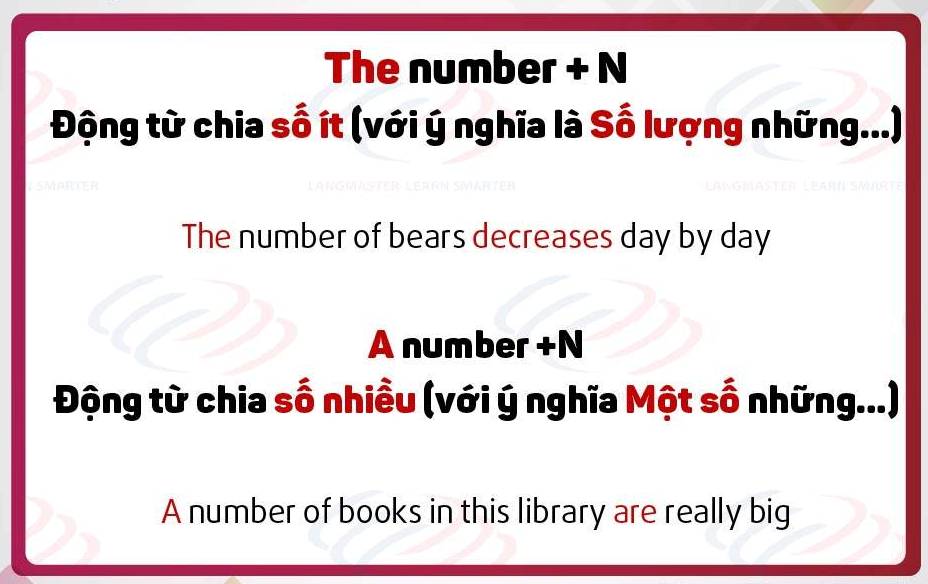 The number + N
Động từ chia số ít (với ý nghĩa là Số lượng những...)
LANGMASTER LEARN SMARTER
The number of bears decreases day by day
A number +N
Động từ chia số nhiều (với ý nghĩa Một số những...)
A number of books in this library are really big